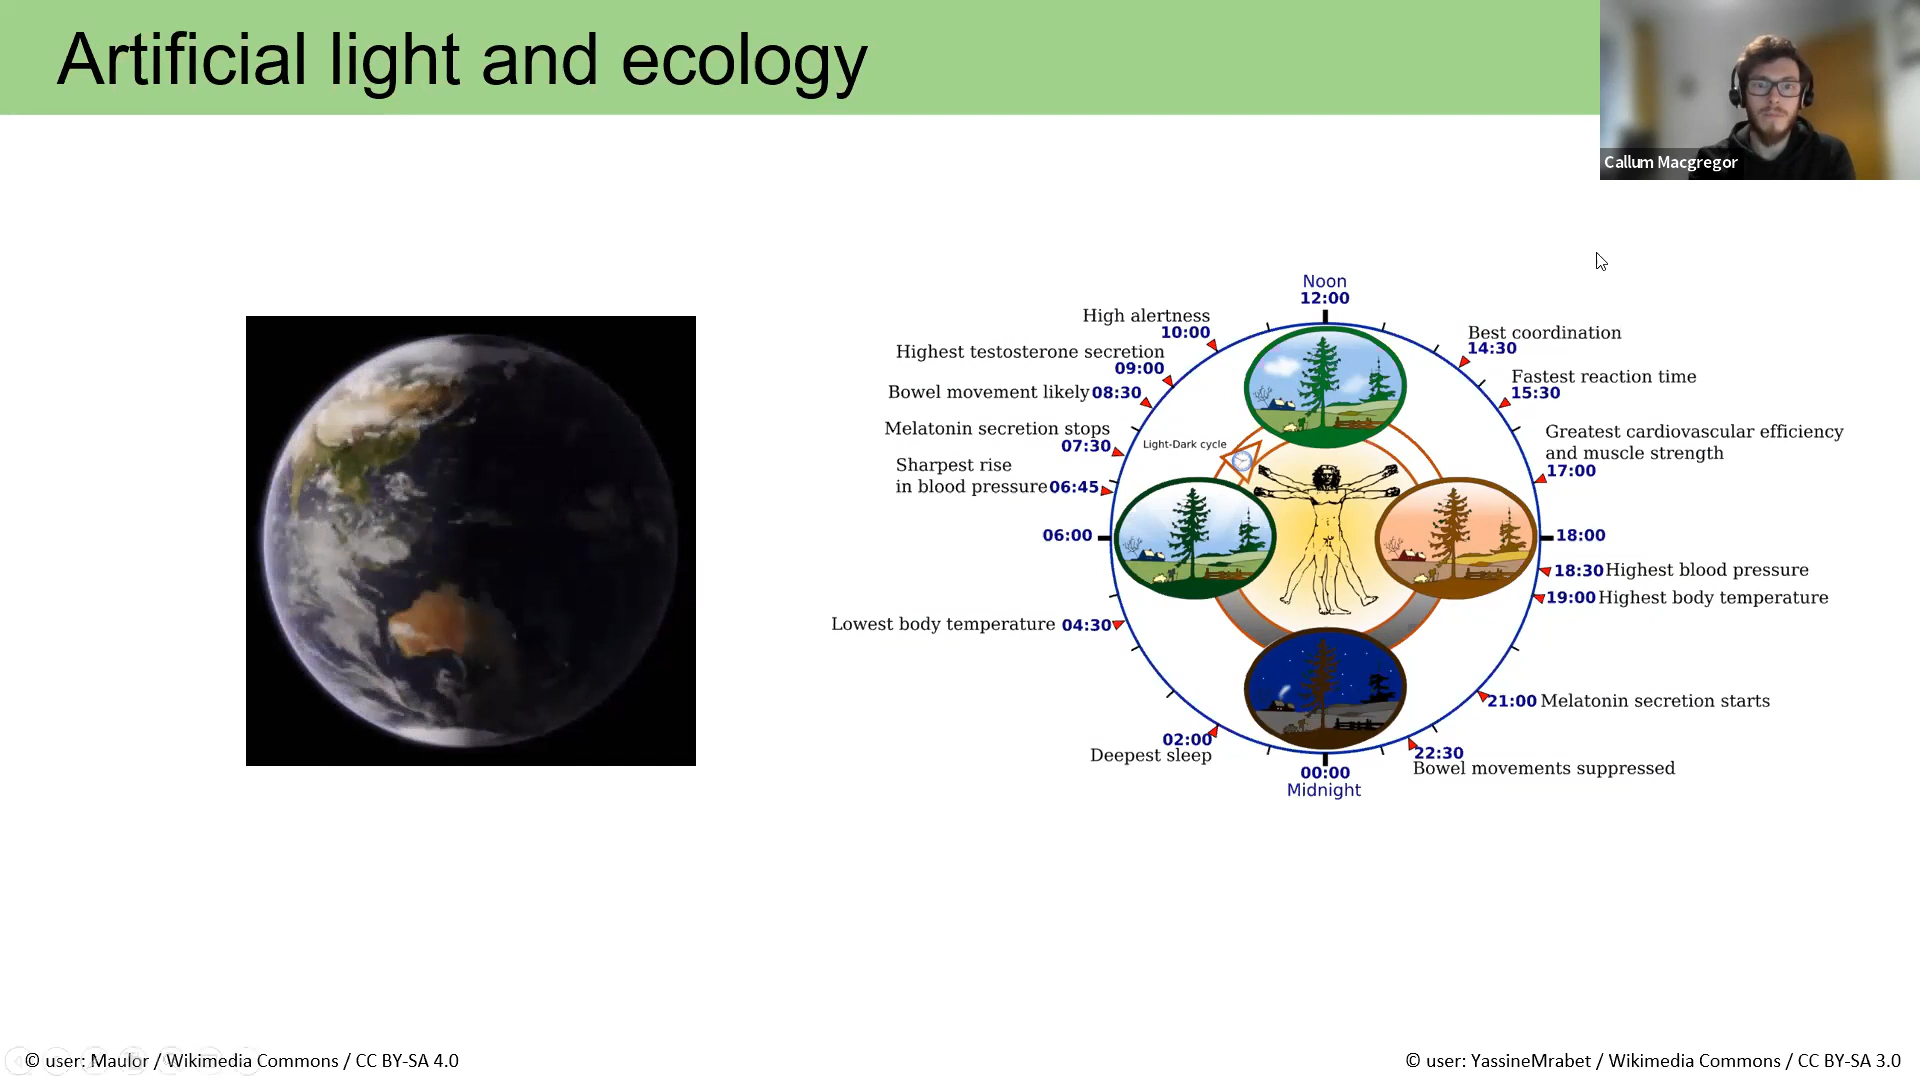 Artificial light and ecology
Callum Macgregor
Noon
12:00
High alertness
10:00
Highest testosterone secretion
09:00
Bowel movement likely 08:30
Melatonin secretion stops
07:30
Light-Dark cycle
Sharpest rise
in blood pressure 06:45
06:00
Lowest body temperature 04:30
02:00
Deepest sleep
00:00
Midnight
Best coordination
14:30
Fastest reaction time
15:30
Greatest cardiovascular efficiency
and muscle strength
17:00
18:00
18:30 Highest blood pressure
19:00 Highest body temperature
21:00 Melatonin secretion starts
22:30
Bowel movements suppressed
© user: Maulor / Wikimedia Commons / CC BY-SA 4.0
© user: YassineMrabet / Wikimedia Commons / CC BY-SA 3.0